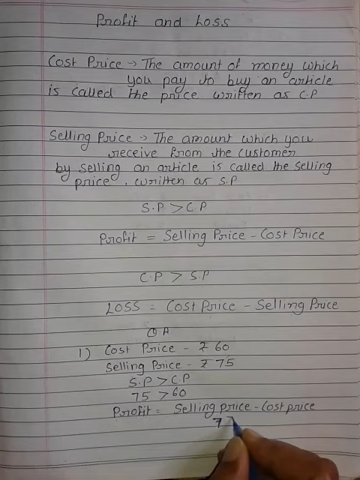 Profit and Loss
Cost Price → The amount of money which
you pay to buy an article
is called the price written as C.P
Selling Price → The amount which you
receive from the customer
by selling an article is called the selling
price, written as S.P
S.P > C.P
Profit = Selling Price - Cost Price
C.P > S.P
LOSS = Cost Price - Selling Price
1) Cost Price - ₹ 60
Selling Price - ₹ 75
S.P > C.P
75 > 60
Profit = Selling price - Cost price